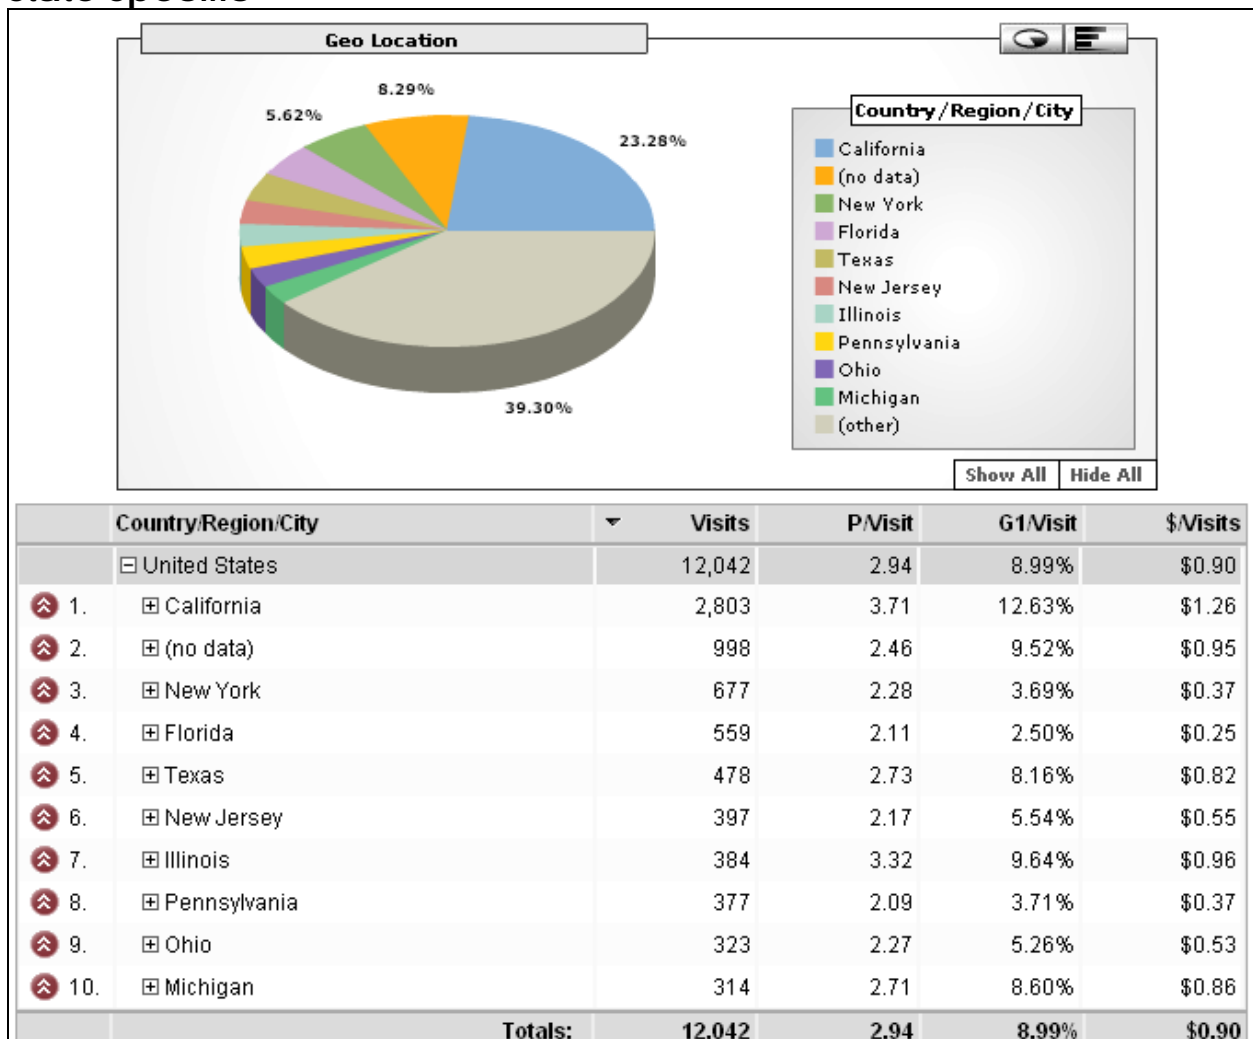 Geo Location
8.29%
5.62%
23.28%
39.30%
Country/Region/City
California
(no data)
New York
Florida
Texas
New Jersey
Illinois
Pennsylvania
Ohio
Michigan
(other)
Show All Hide All
Country/Region/City Visits P/Visit G1/Visit $/Visits
United States 12,042 2.94 8.99% $0.90
1. California 2,803 3.71 12.63% $1.26
2. (no data) 998 2.46 9.52% $0.95
3. New York 677 2.28 3.69% $0.37
4. Florida 559 2.11 2.50% $0.25
5. Texas 478 2.73 8.16% $0.82
6. New Jersey 397 2.17 5.54% $0.55
7. Illinois 384 3.32 9.64% $0.96
8. Pennsylvania 377 2.09 3.71% $0.37
9. Ohio 323 2.27 5.26% $0.53
10. Michigan 314 2.71 8.60% $0.86
Totals: 12,042 2.94 8.99% $0.90